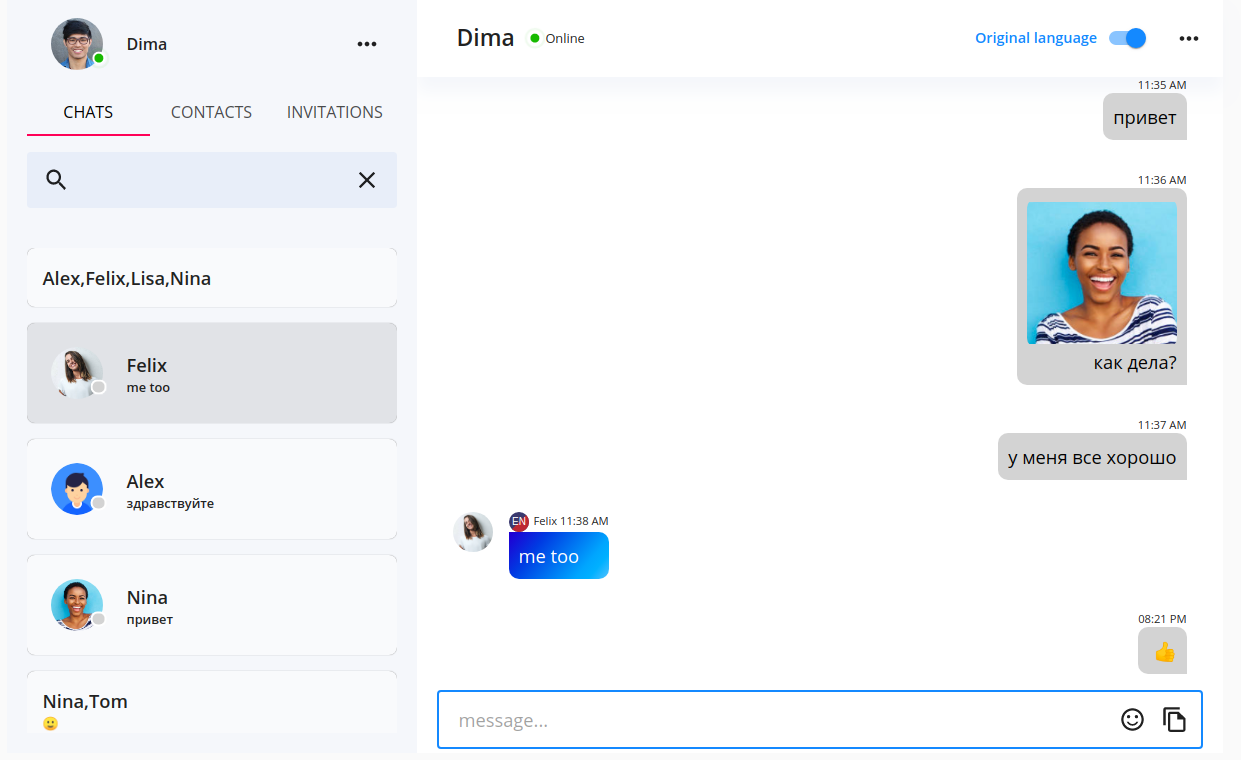 Dima
CHATS
CONTACTS
INVITATIONS
Alex,Felix,Lisa,Nina
Felix
me too
Alex
здравствуйте
Nina
привет
Nina,Tom
Dima
Online
Original language
11:35 AM
привет
11:36 AM
как дела?
11:37 AM
у меня все хорошо
EN Felix 11:38 AM
me too
08:21 PM
message...